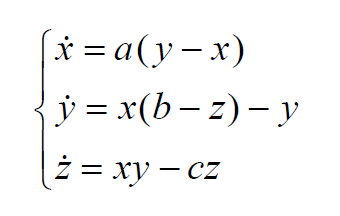 ẋ = a(y − x)
ẏ = x(b − z) − y
ż = xy − cz